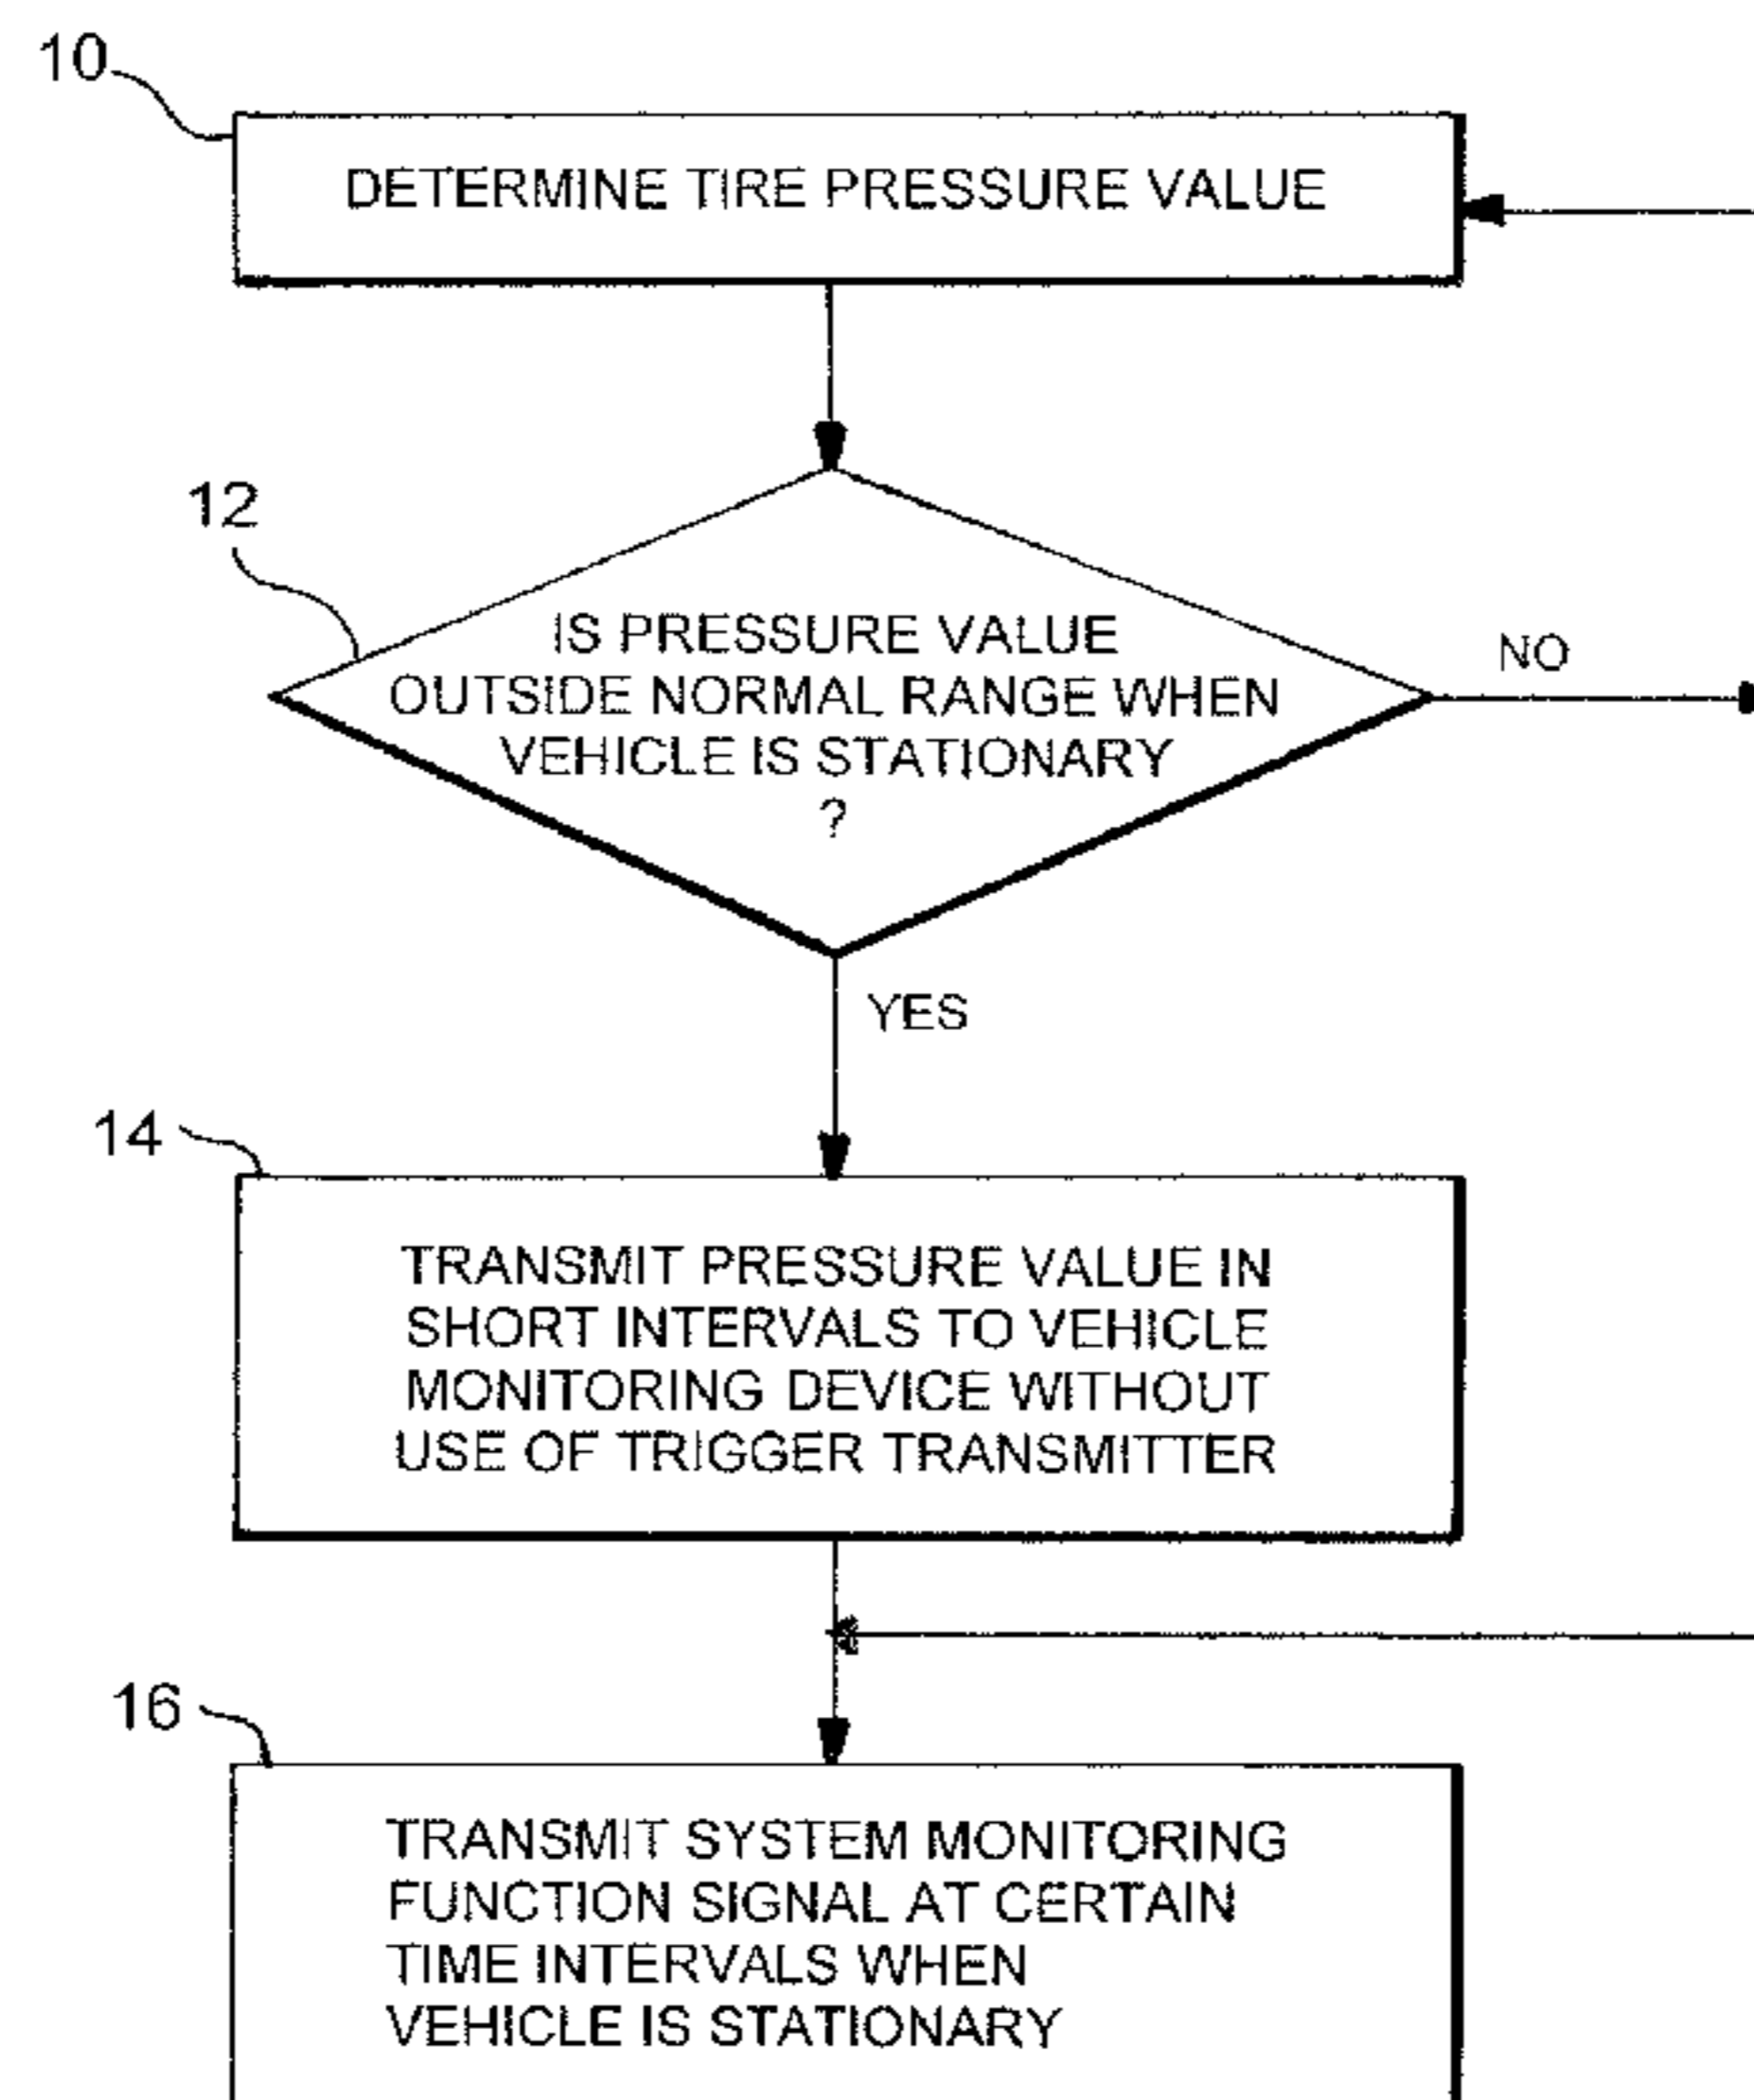 10
DETERMINE TIRE PRESSURE VALUE
12
IS PRESSURE VALUE
OUTSIDE NORMAL RANGE WHEN
VEHICLE IS STATIONARY
?
NO
YES
14
TRANSMIT PRESSURE VALUE IN
SHORT INTERVALS TO VEHICLE
MONITORING DEVICE WITHOUT
USE OF TRIGGER TRANSMITTER
16
TRANSMIT SYSTEM MONITORING
FUNCTION SIGNAL AT CERTAIN
TIME INTERVALS WHEN
VEHICLE IS STATIONARY